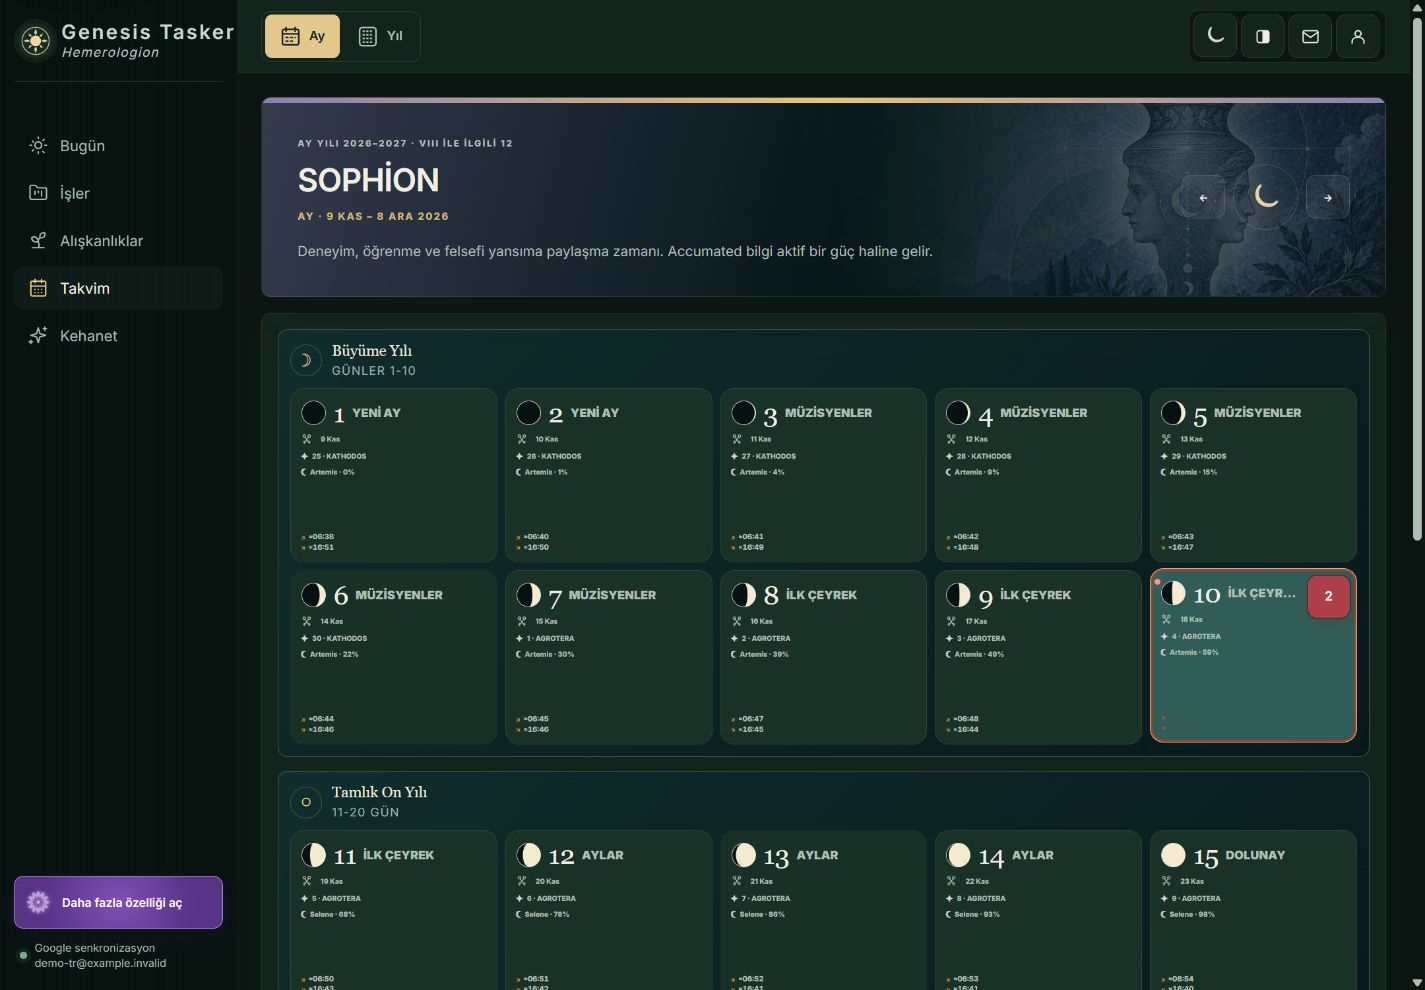 Genesis Tasker
Hemerologion
Bugün
İşler
Alışkanlıklar
Takvim
Kehanet
Daha fazla özelliği aç
Google senkronizasyon
demo-tr@example.invalid
Ay
Yıl
AY YILI 2026–2027 · VIII İLE İLGİLİ 12
SOPHİON
AY · 9 KAS – 8 ARA 2026
Deneyim, öğrenme ve felsefi yansıma paylaşma zamanı. Accumated bilgi aktif bir güç haline gelir.
Büyüme Yılı
GÜNLER 1-10
1 YENİ AY
9 Kas
25 · KATHODOS
Artemis · 0%
≈06:38
≈16:51
2 YENİ AY
10 Kas
26 · KATHODOS
Artemis · 1%
≈06:40
≈16:50
3 MÜZİSYENLER
11 Kas
27 · KATHODOS
Artemis · 4%
≈06:41
≈16:49
4 MÜZİSYENLER
12 Kas
28 · KATHODOS
Artemis · 9%
≈06:42
≈16:48
5 MÜZİSYENLER
13 Kas
29 · KATHODOS
Artemis · 15%
≈06:43
≈16:47
6 MÜZİSYENLER
14 Kas
30 · KATHODOS
Artemis · 22%
≈06:44
≈16:46
7 MÜZİSYENLER
15 Kas
1 · AGROTERA
Artemis · 30%
≈06:45
≈16:46
8 İLK ÇEYREK
16 Kas
2 · AGROTERA
Artemis · 39%
≈06:47
≈16:45
9 İLK ÇEYREK
17 Kas
3 · AGROTERA
Artemis · 49%
≈06:48
≈16:44
10 İLK ÇEYR...
2
18 Kas
4 · AGROTERA
Artemis · 59%
Tamlık On Yılı
11-20 GÜN
11 İLK ÇEYREK
19 Kas
5 · AGROTERA
Selene · 68%
≈06:50
≈16:43
12 AYLAR
20 Kas
6 · AGROTERA
Selene · 78%
≈06:51
≈16:42
13 AYLAR
21 Kas
7 · AGROTERA
Selene · 86%
≈06:52
≈16:41
14 AYLAR
22 Kas
8 · AGROTERA
Selene · 93%
≈06:53
≈16:41
15 DOLUNAY
23 Kas
9 · AGROTERA
Selene · 98%
≈06:54
≈16:40